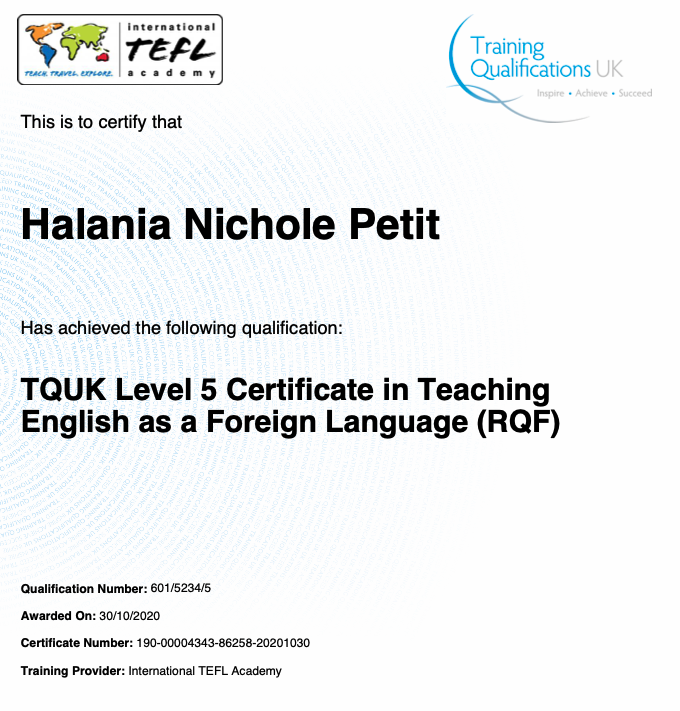 international
TEFL
TEACH. TRAVEL. EXPLORE.
academy
Training
Qualifications UK
Inspire • Achieve • Succeed
This is to certify that
Halania Nichole Petit
Has achieved the following qualification:
TQUK Level 5 Certificate in Teaching
English as a Foreign Language (RQF)
Qualification Number: 601/5234/5
Awarded On: 30/10/2020
Certificate Number: 190-00004343-86258-20201030
Training Provider: International TEFL Academy